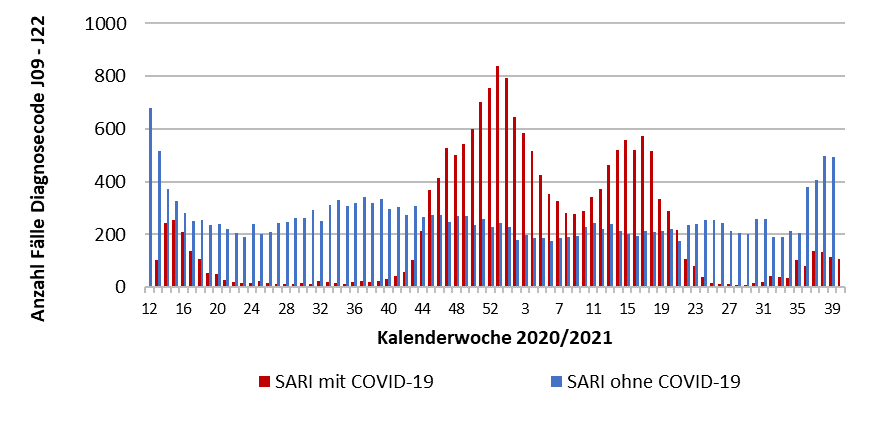 Anzahl Fälle Diagnosecode J09 - J22
1000
800
600
400
200
0
12 16 20 24 28 32 36 40 44 48 52 3 7 11 15 19 23 27 31 35 39
Kalenderwoche 2020/2021
SARI mit COVID-19 SARI ohne COVID-19